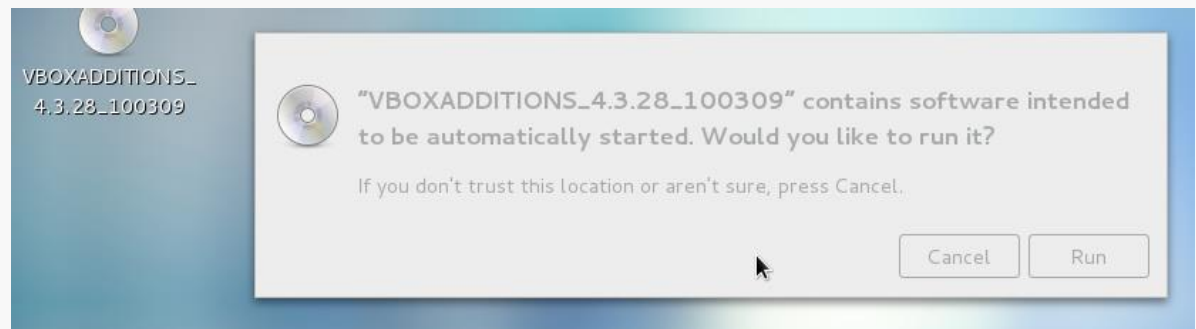 VBOXADDITIONS_
4.3.28_100309
"VBOXADDITIONS_4.3.28_100309" contains software intended
to be automatically started. Would you like to run it?
If you don't trust this location or aren't sure, press Cancel.
Cancel
Run